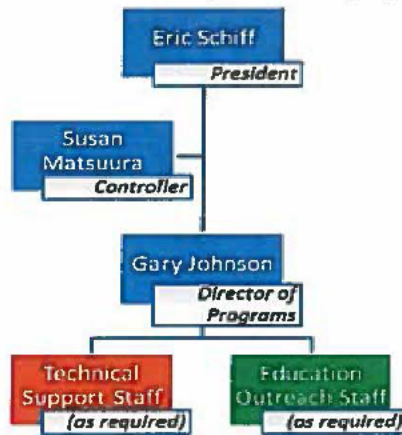 Eric Schiff
President
Susan
Matsuura
Controller
Gary Johnson
Director of
Programs
Technical
Support Staff
(as required)
Education
Outreach Staff
(as required)